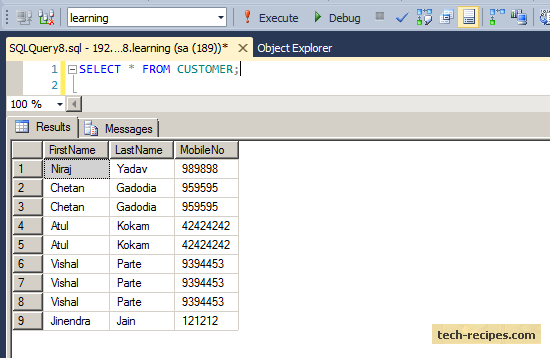 learning
Execute
Debug
SQLQuery8.sql - 192....8.learning (sa (189))*
Object Explorer
1 SELECT * FROM CUSTOMER;
2
100 %
Results
Messages
FirstName LastName MobileNo
1 Niraj Yadav 989898
2 Chetan Gadodia 959595
3 Chetan Gadodia 959595
4 Atul Kokam 42424242
5 Atul Kokam 42424242
6 Vishal Parte 9394453
7 Vishal Parte 9394453
8 Vishal Parte 9394453
9 Jinendra Jain 121212
tech-recipes.com